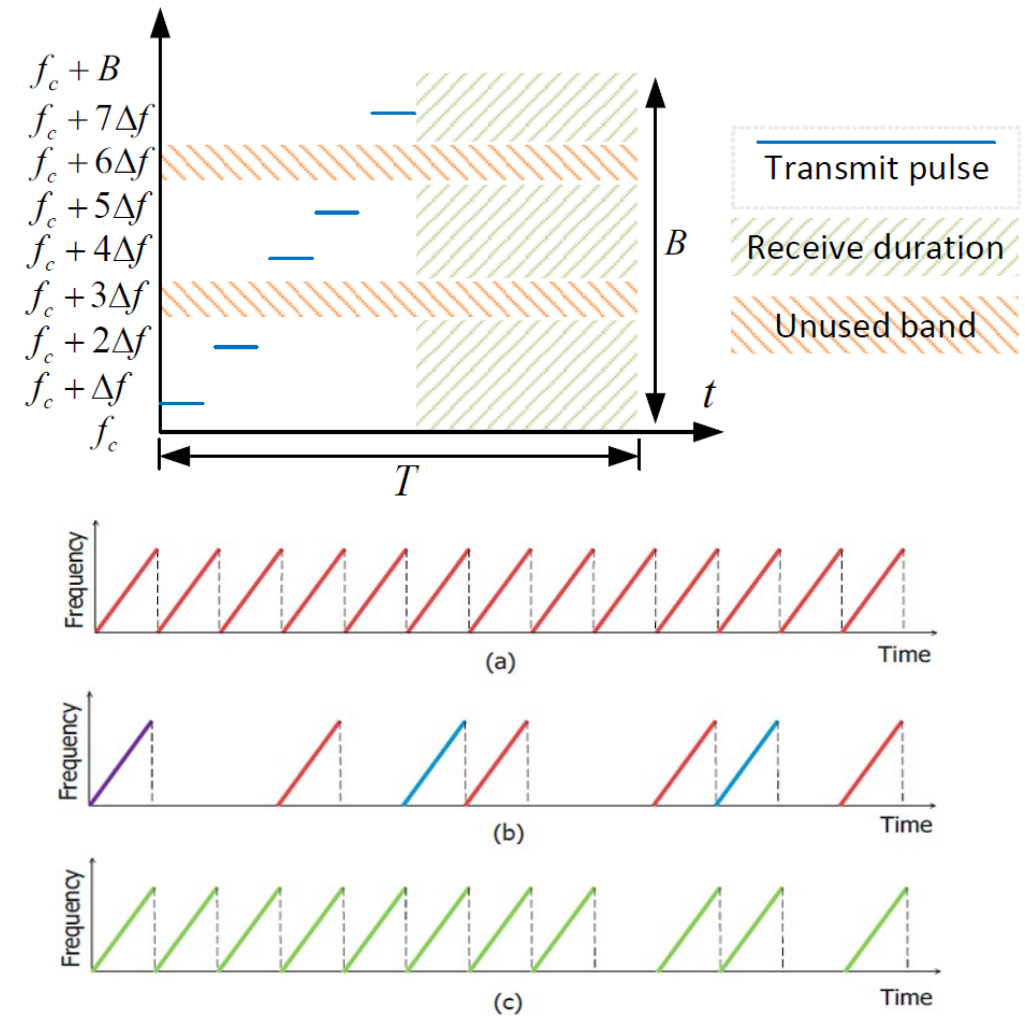 f_c + B
f_c + 7Δf
f_c + 6Δf
f_c + 5Δf
f_c + 4Δf
f_c + 3Δf
f_c + 2Δf
f_c + Δf
f_c
B
t
T
Transmit pulse
Receive duration
Unused band
Frequency
Time
(a)
Frequency
Time
(b)
Frequency
Time
(c)